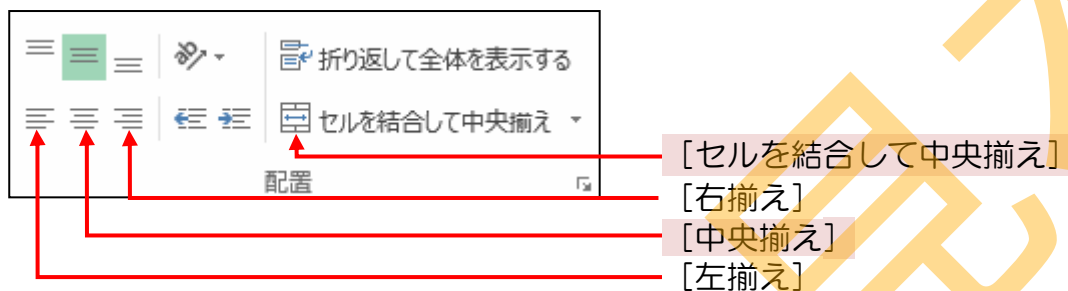 折り返して全体を表示する
セルを結合して中央揃え
配置
[セルを結合して中央揃え]
[右揃え]
[中央揃え]
[左揃え]